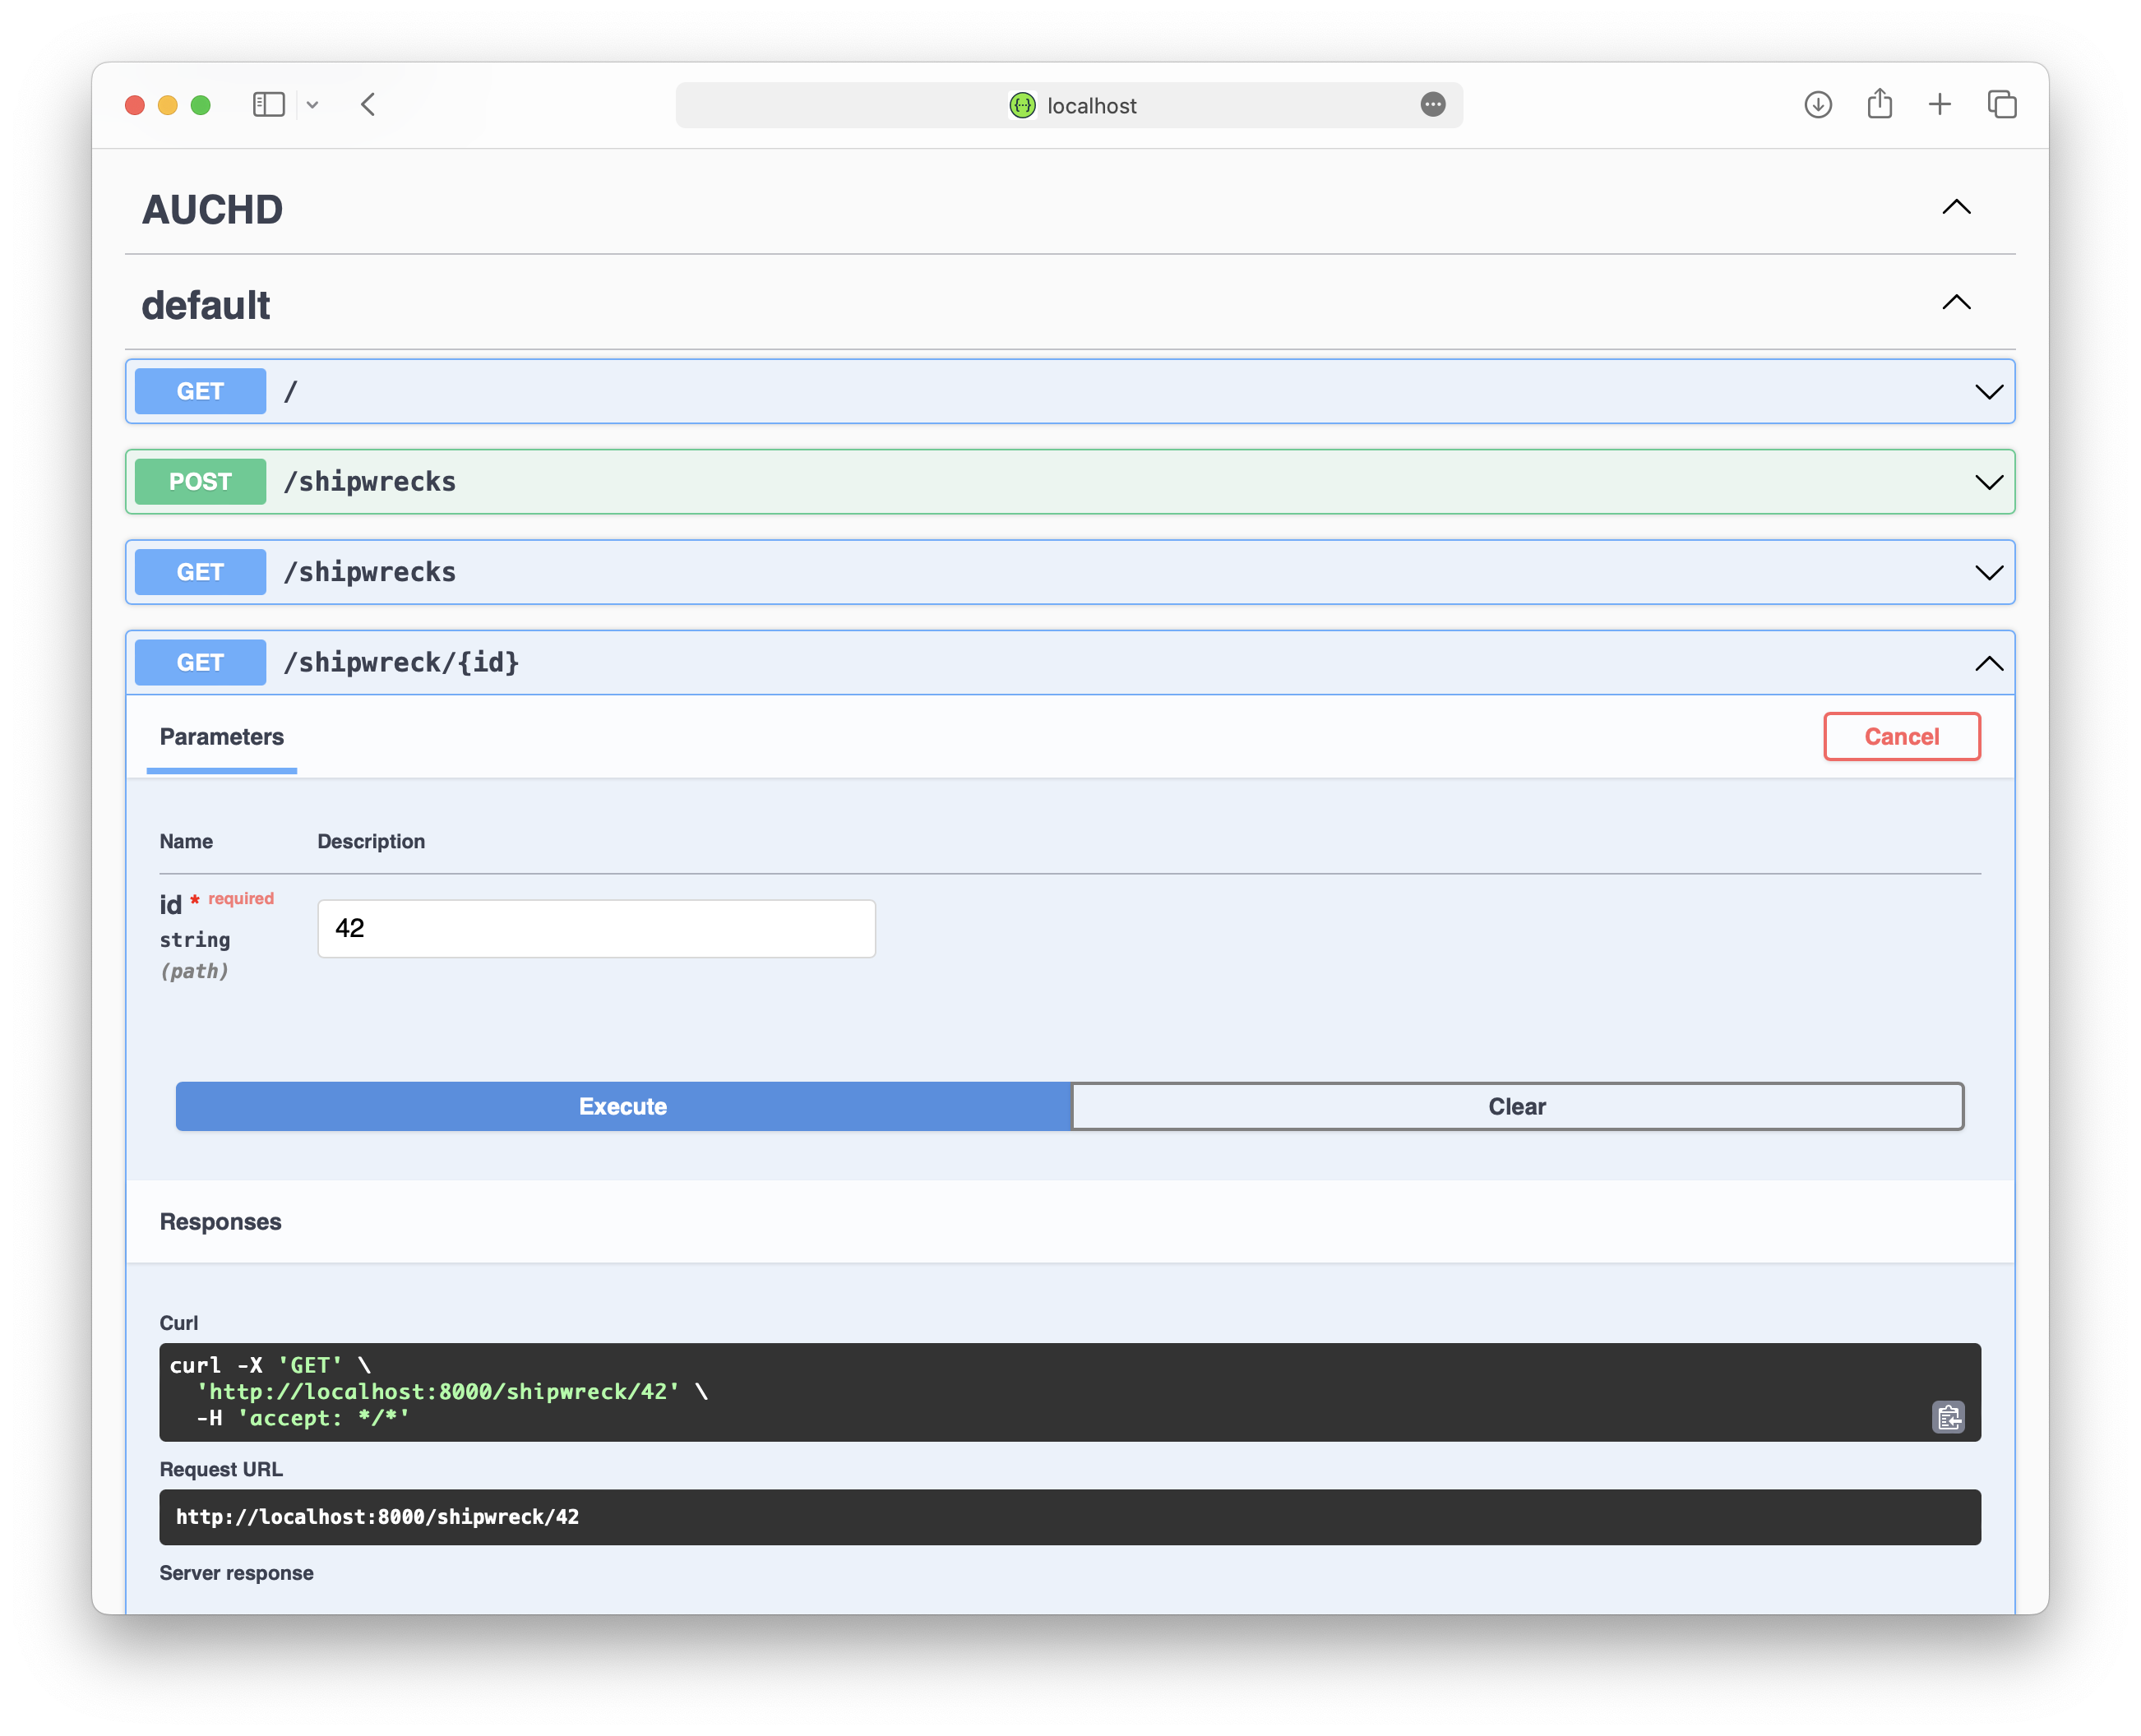 localhost
AUCHD
default
GET /
POST /shipwrecks
GET /shipwrecks
GET /shipwreck/{id}
Parameters Cancel
Name Description
id * required
string
(path)
42
Execute Clear
Responses
Curl
curl -X 'GET' \
'http://localhost:8000/shipwreck/42' \
-H 'accept: */*'
Request URL
http://localhost:8000/shipwreck/42
Server response